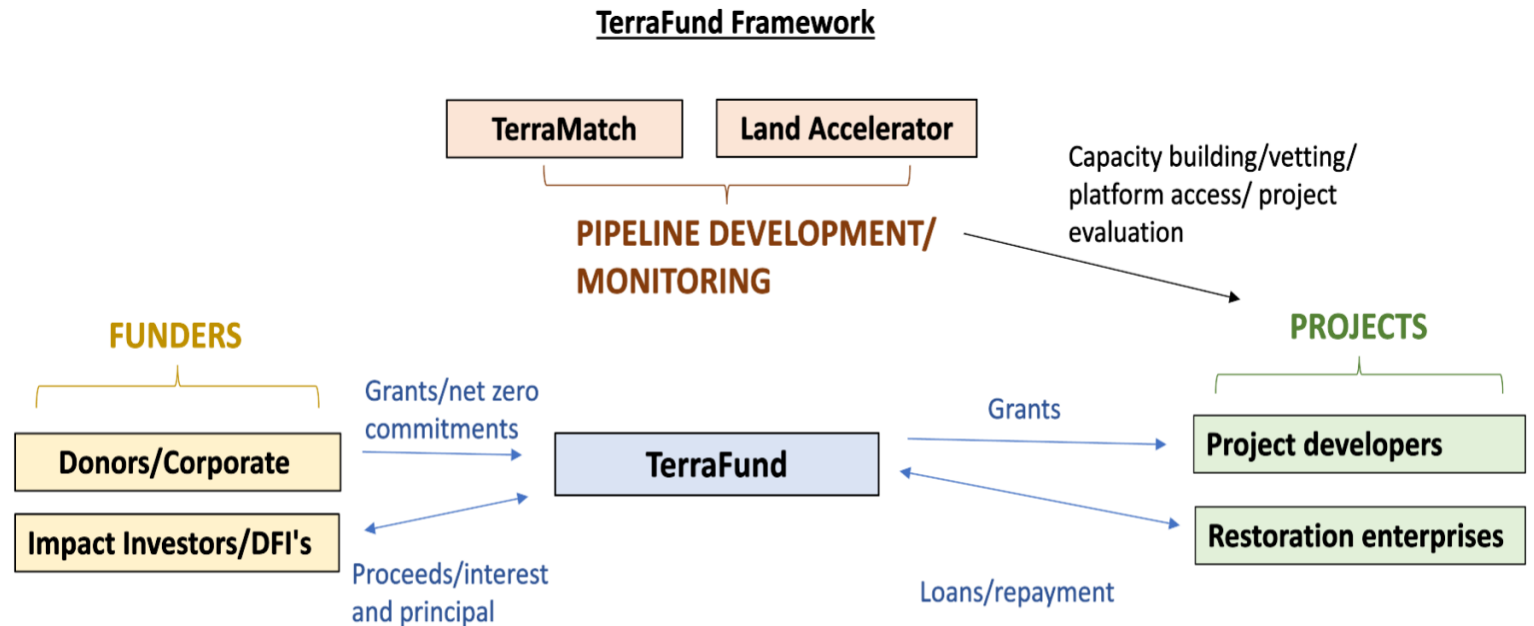 TerraFund Framework
TerraMatch
Land Accelerator
Capacity building/vetting/
platform access/ project
evaluation
PIPELINE DEVELOPMENT/
MONITORING
FUNDERS
PROJECTS
Grants/net zero
commitments
Grants
Donors/Corporate
TerraFund
Project developers
Impact Investors/DFI's
Restoration enterprises
Proceeds/interest
and principal
Loans/repayment